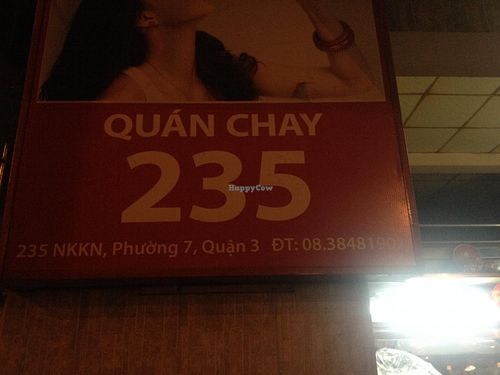 QUÁN CHAY
235
HappyCow
235 NKKN, Phường 7, Quận 3 ĐT: 08.3848190